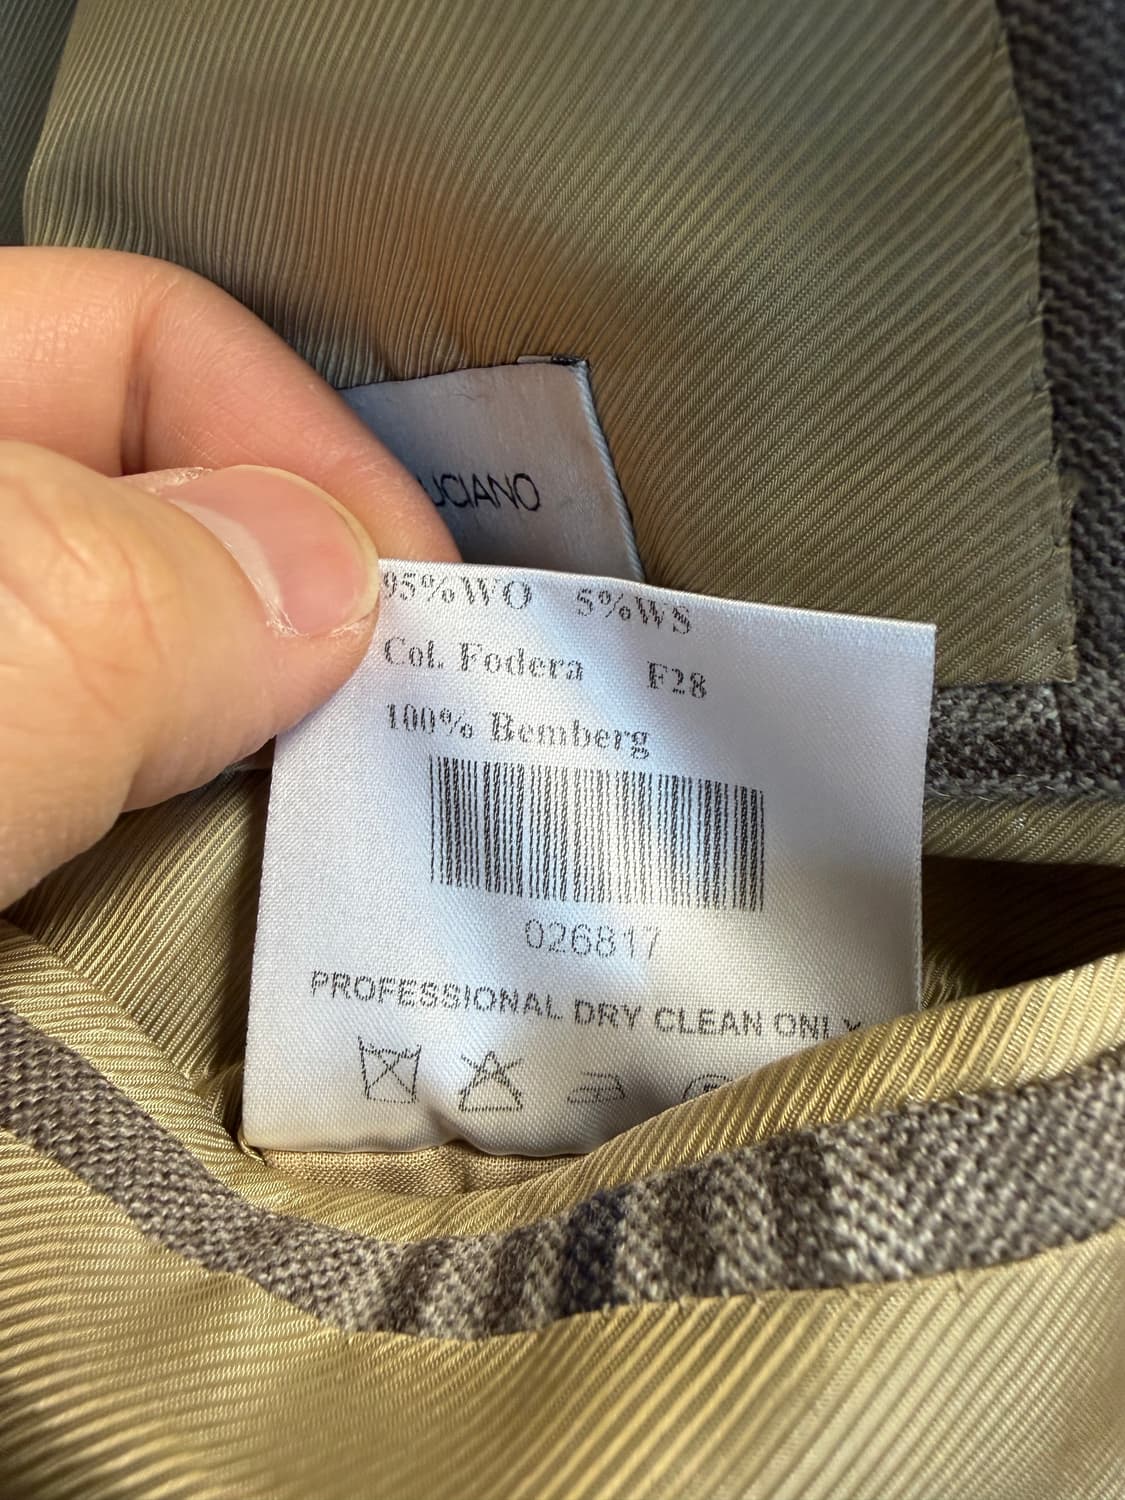 UCIANO
95%WO 5%WS
Col. Fodera F28
100% Bemberg
026817
PROFESSIONAL DRY CLEAN ONLY